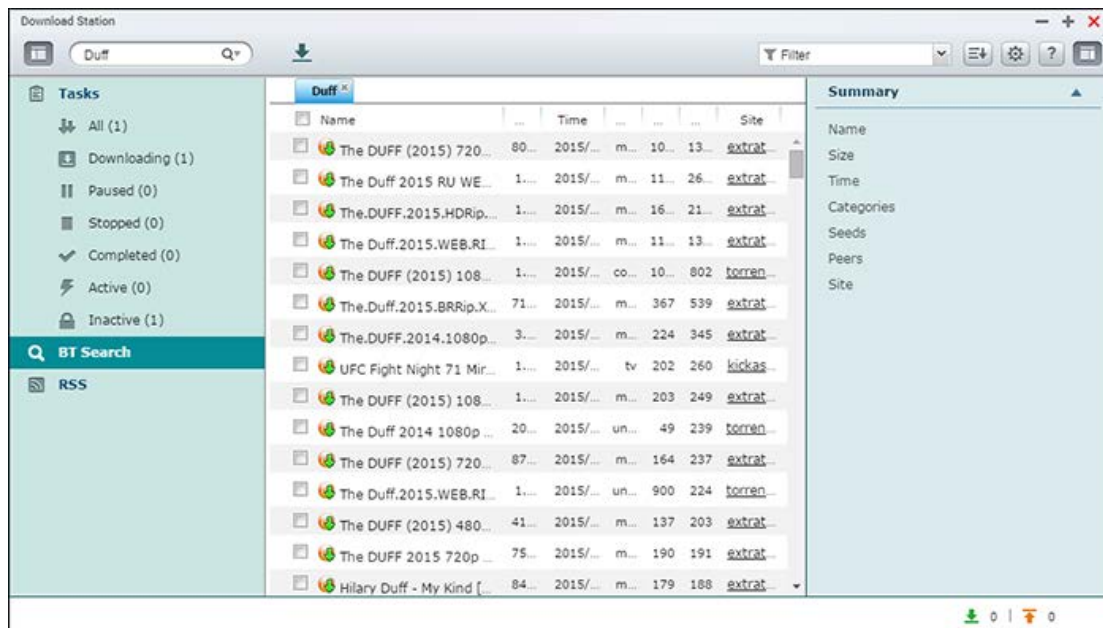 Download Station
Duff
Filter
?
Tasks
All (1)
Downloading (1)
Paused (0)
Stopped (0)
Completed (0)
Active (0)
Inactive (1)
BT Search
RSS
Duff
Name ... Time ... ... ... Site
The DUFF (2015) 720... 80... 2015/... m... 10... 13... extrat...
The Duff 2015 RU WE... 1.... 2015/... m... 11... 26... extrat...
The.DUFF.2015.HDRip.... 1.... 2015/... m... 16... 21... extrat...
The Duff.2015.WEB.RI... 1.... 2015/... m... 11... 13... extrat...
The DUFF (2015) 108... 1.... 2015/... co... 10... 802 torren...
The.Duff.2015.BRRip.X... 71... 2015/... m... 367 539 extrat...
The.DUFF.2014.1080p... 3.... 2015/... m... 224 345 extrat...
UFC Fight Night 71 Mir... 1.... 2015/... tv 202 260 kickas...
The DUFF (2015) 108... 1.... 2015/... m... 203 249 extrat...
The Duff 2014 1080p ... 20... 2015/... un... 49 239 torren...
The DUFF (2015) 720... 87... 2015/... m... 164 237 extrat...
The Duff.2015.WEB.RI... 1.... 2015/... un... 900 224 torren...
The DUFF (2015) 480... 41... 2015/... m... 137 203 extrat...
The DUFF 2015 720p ... 75... 2015/... m... 190 191 extrat...
Hilary Duff - My Kind [... 84... 2015/... m... 179 188 extrat...
Summary
Name
Size
Time
Categories
Seeds
Peers
Site
0 | 0